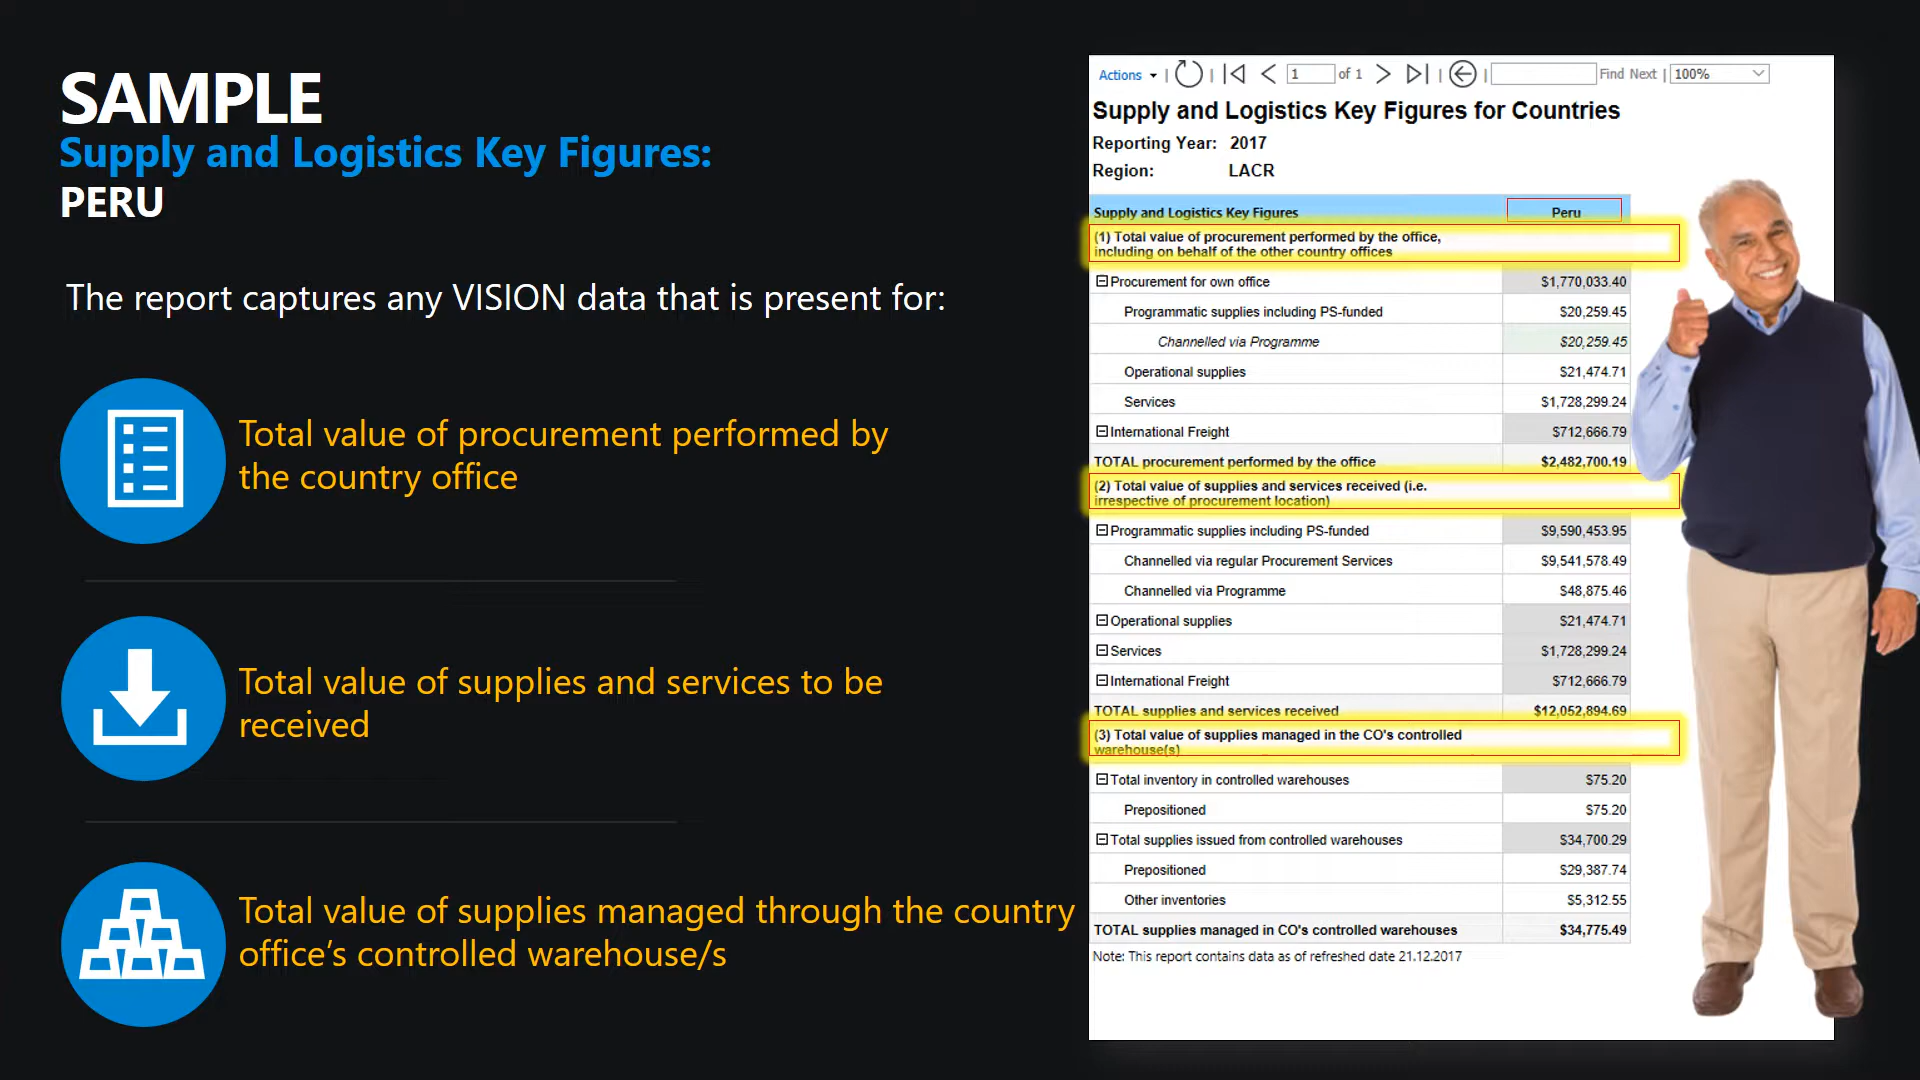 SAMPLE
Supply and Logistics Key Figures:
PERU
The report captures any VISION data that is present for:
Total value of procurement performed by
the country office
Total value of supplies and services to be
received
Total value of supplies managed through the country
office’s controlled warehouse/s
Actions | | 1 of 1 | | Find Next | 100%
Supply and Logistics Key Figures for Countries
Reporting Year: 2017
Region: LACR
Supply and Logistics Key Figures Peru
(1) Total value of procurement performed by the office,
including on behalf of the other country offices
Procurement for own office $1,770,033.40
Programmatic supplies including PS-funded $20,259.45
Channelled via Programme $20,259.45
Operational supplies $21,474.71
Services $1,728,299.24
International Freight $712,666.79
TOTAL procurement performed by the office $2,482,700.19
(2) Total value of supplies and services received (i.e.
irrespective of procurement location)
Programmatic supplies including PS-funded $9,590,453.95
Channelled via regular Procurement Services $9,541,578.49
Channelled via Programme $48,875.46
Operational supplies $21,474.71
Services $1,728,299.24
International Freight $712,666.79
TOTAL supplies and services received $12,052,894.69
(3) Total value of supplies managed in the CO's controlled
warehouse(s)
Total inventory in controlled warehouses $75.20
Prepositioned $75.20
Total supplies issued from controlled warehouses $34,700.29
Prepositioned $29,387.74
Other inventories $5,312.55
TOTAL supplies managed in CO's controlled warehouses $34,775.49
Note: This report contains data as of refreshed date 21.12.2017